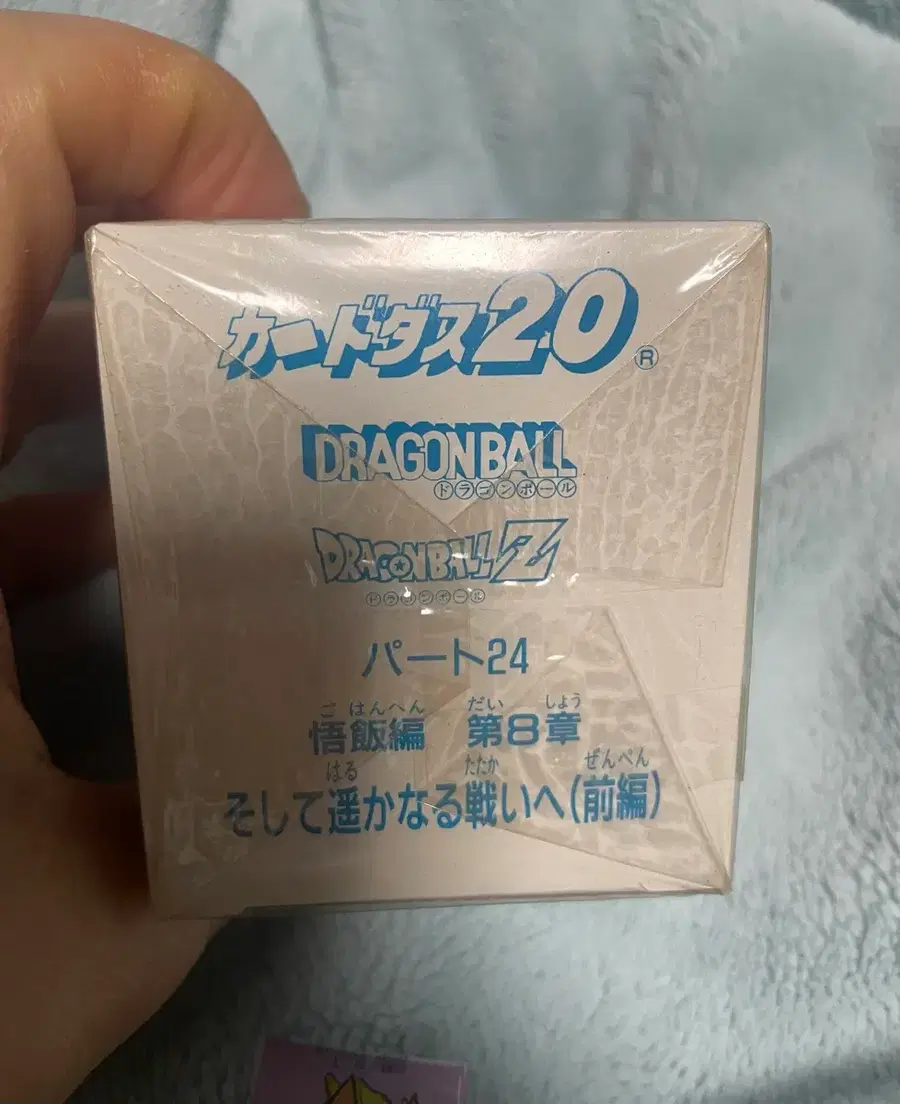 カードダス20®
DRAGONBALL
ドラゴンボール
DRAGONBALL Z
ドラゴンボール
パート24
ごはんへん だい しょう
悟飯編 第8章
はる たたか ぜんぺん
そして遥かなる戦いへ(前編)